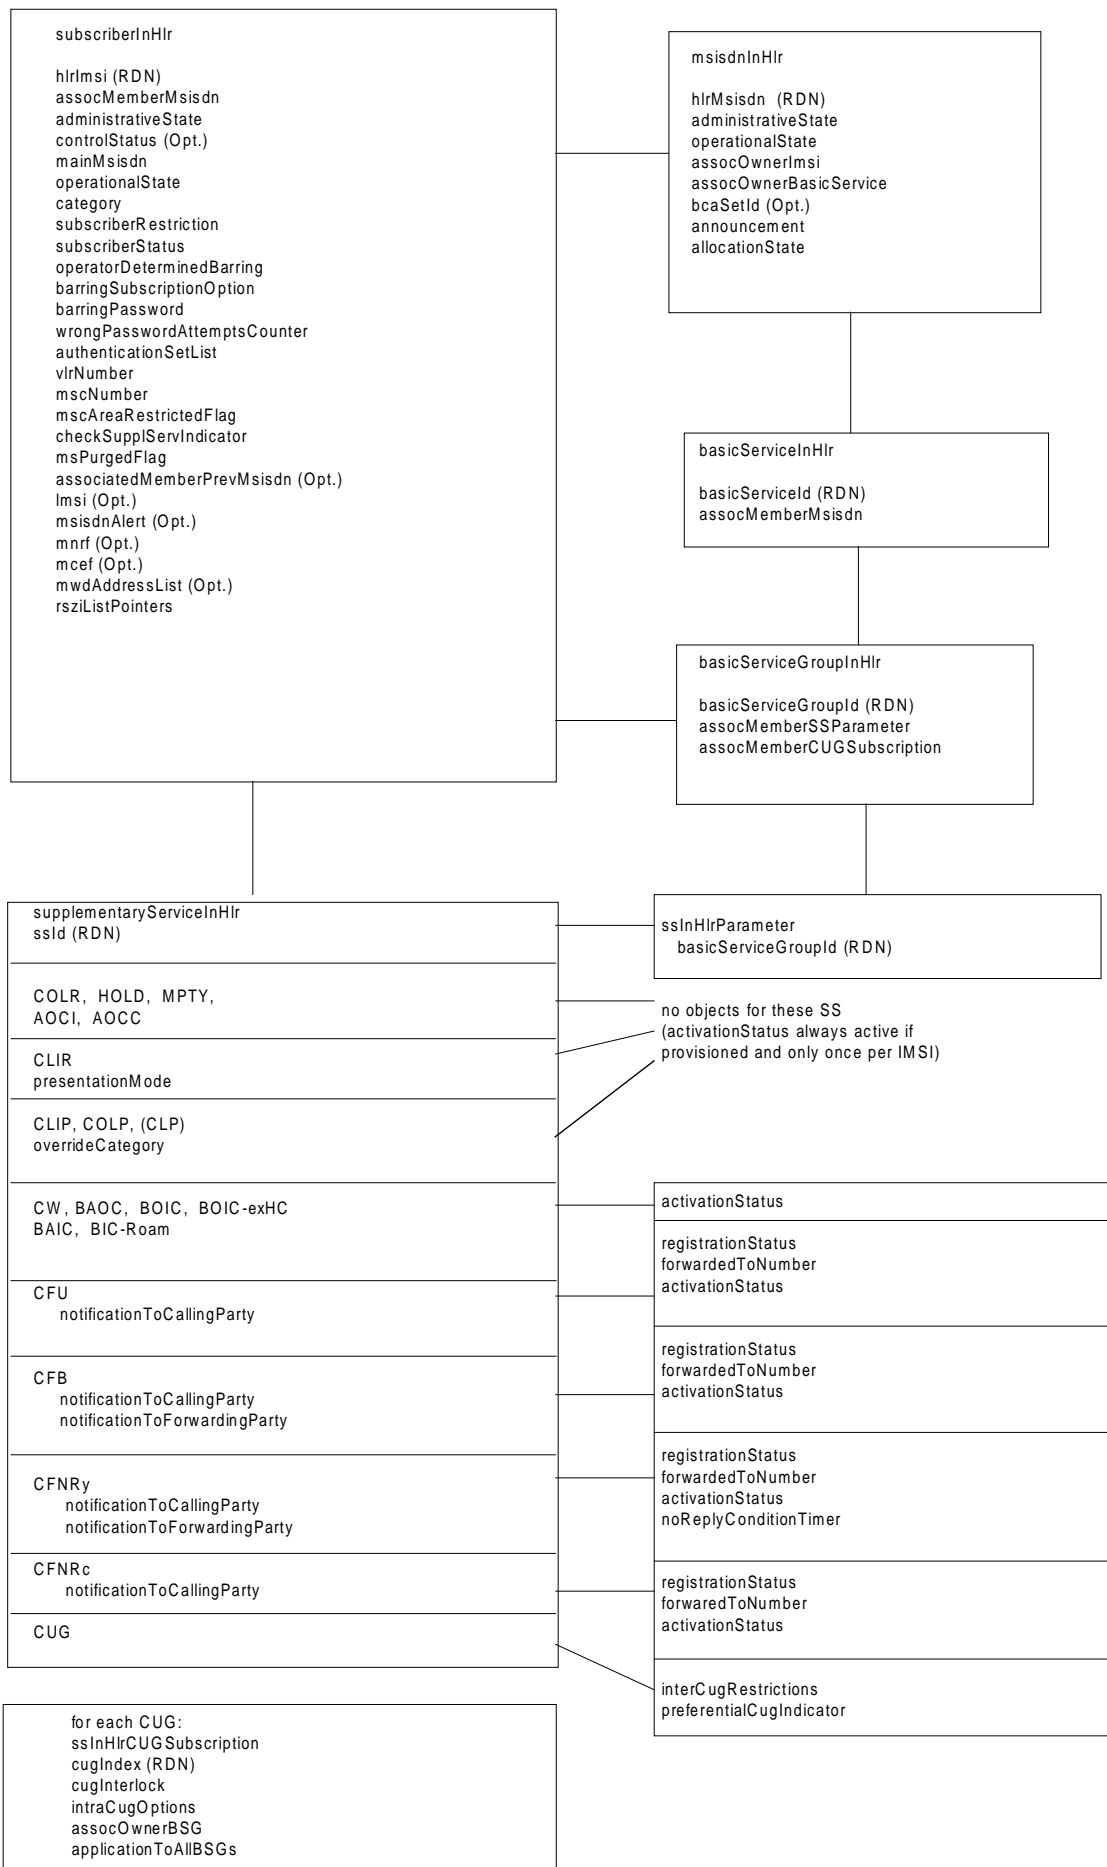 subscriberInHlr
hlrImsi (RDN)
assocMemberMsisdn
administrativeState
controlStatus (Opt.)
mainMsisdn
operationalState
category
subscriberRestriction
subscriberStatus
operatorDeterminedBarring
barringSubscriptionOption
barringPassword
wrongPasswordAttemptsCounter
authenticationSetList
vlrNumber
mscNumber
mscAreaRestrictedFlag
checkSupplServIndicator
msPurgedFlag
associatedMemberPrevMsisdn (Opt.)
lmsi (Opt.)
msisdnAlert (Opt.)
mnrf (Opt.)
mcef (Opt.)
mwdAddressList (Opt.)
rsziListPointers
msisdnInHlr
hlrMsisdn (RDN)
administrativeState
operationalState
assocOwnerImsi
assocOwnerBasicService
bcaSetId (Opt.)
announcement
allocationState
basicServiceInHlr
basicServiceId (RDN)
assocMemberMsisdn
basicServiceGroupInHlr
basicServiceGroupId (RDN)
assocMemberSSParameter
assocMemberCUGSubscription
supplementaryServiceInHlr
ssId (RDN)
ssInHlrParameter
basicServiceGroupId (RDN)
COLR, HOLD, MPTY,
AOCI, AOCC
no objects for these SS
(activationStatus always active if
provisioned and only once per IMSI)
CLIR
presentationMode
CLIP, COLP, (CLP)
overrideCategory
CW, BAOC, BOIC, BOIC-exHC
BAIC, BIC-Roam
activationStatus
CFU
notificationToCallingParty
registrationStatus
forwardedToNumber
activationStatus
CFB
notificationToCallingParty
notificationToForwardingParty
registrationStatus
forwardedToNumber
activationStatus
CFNRy
notificationToCallingParty
notificationToForwardingParty
registrationStatus
forwardedToNumber
activationStatus
noReplyConditionTimer
CFNRc
notificationToCallingParty
registrationStatus
forwaredToNumber
activationStatus
CUG
interCugRestrictions
preferentialCugIndicator
for each CUG:
ssInHlrCUGSubscription
cugIndex (RDN)
cugInterlock
intraCugOptions
assocOwnerBSG
applicationToAllBSGs